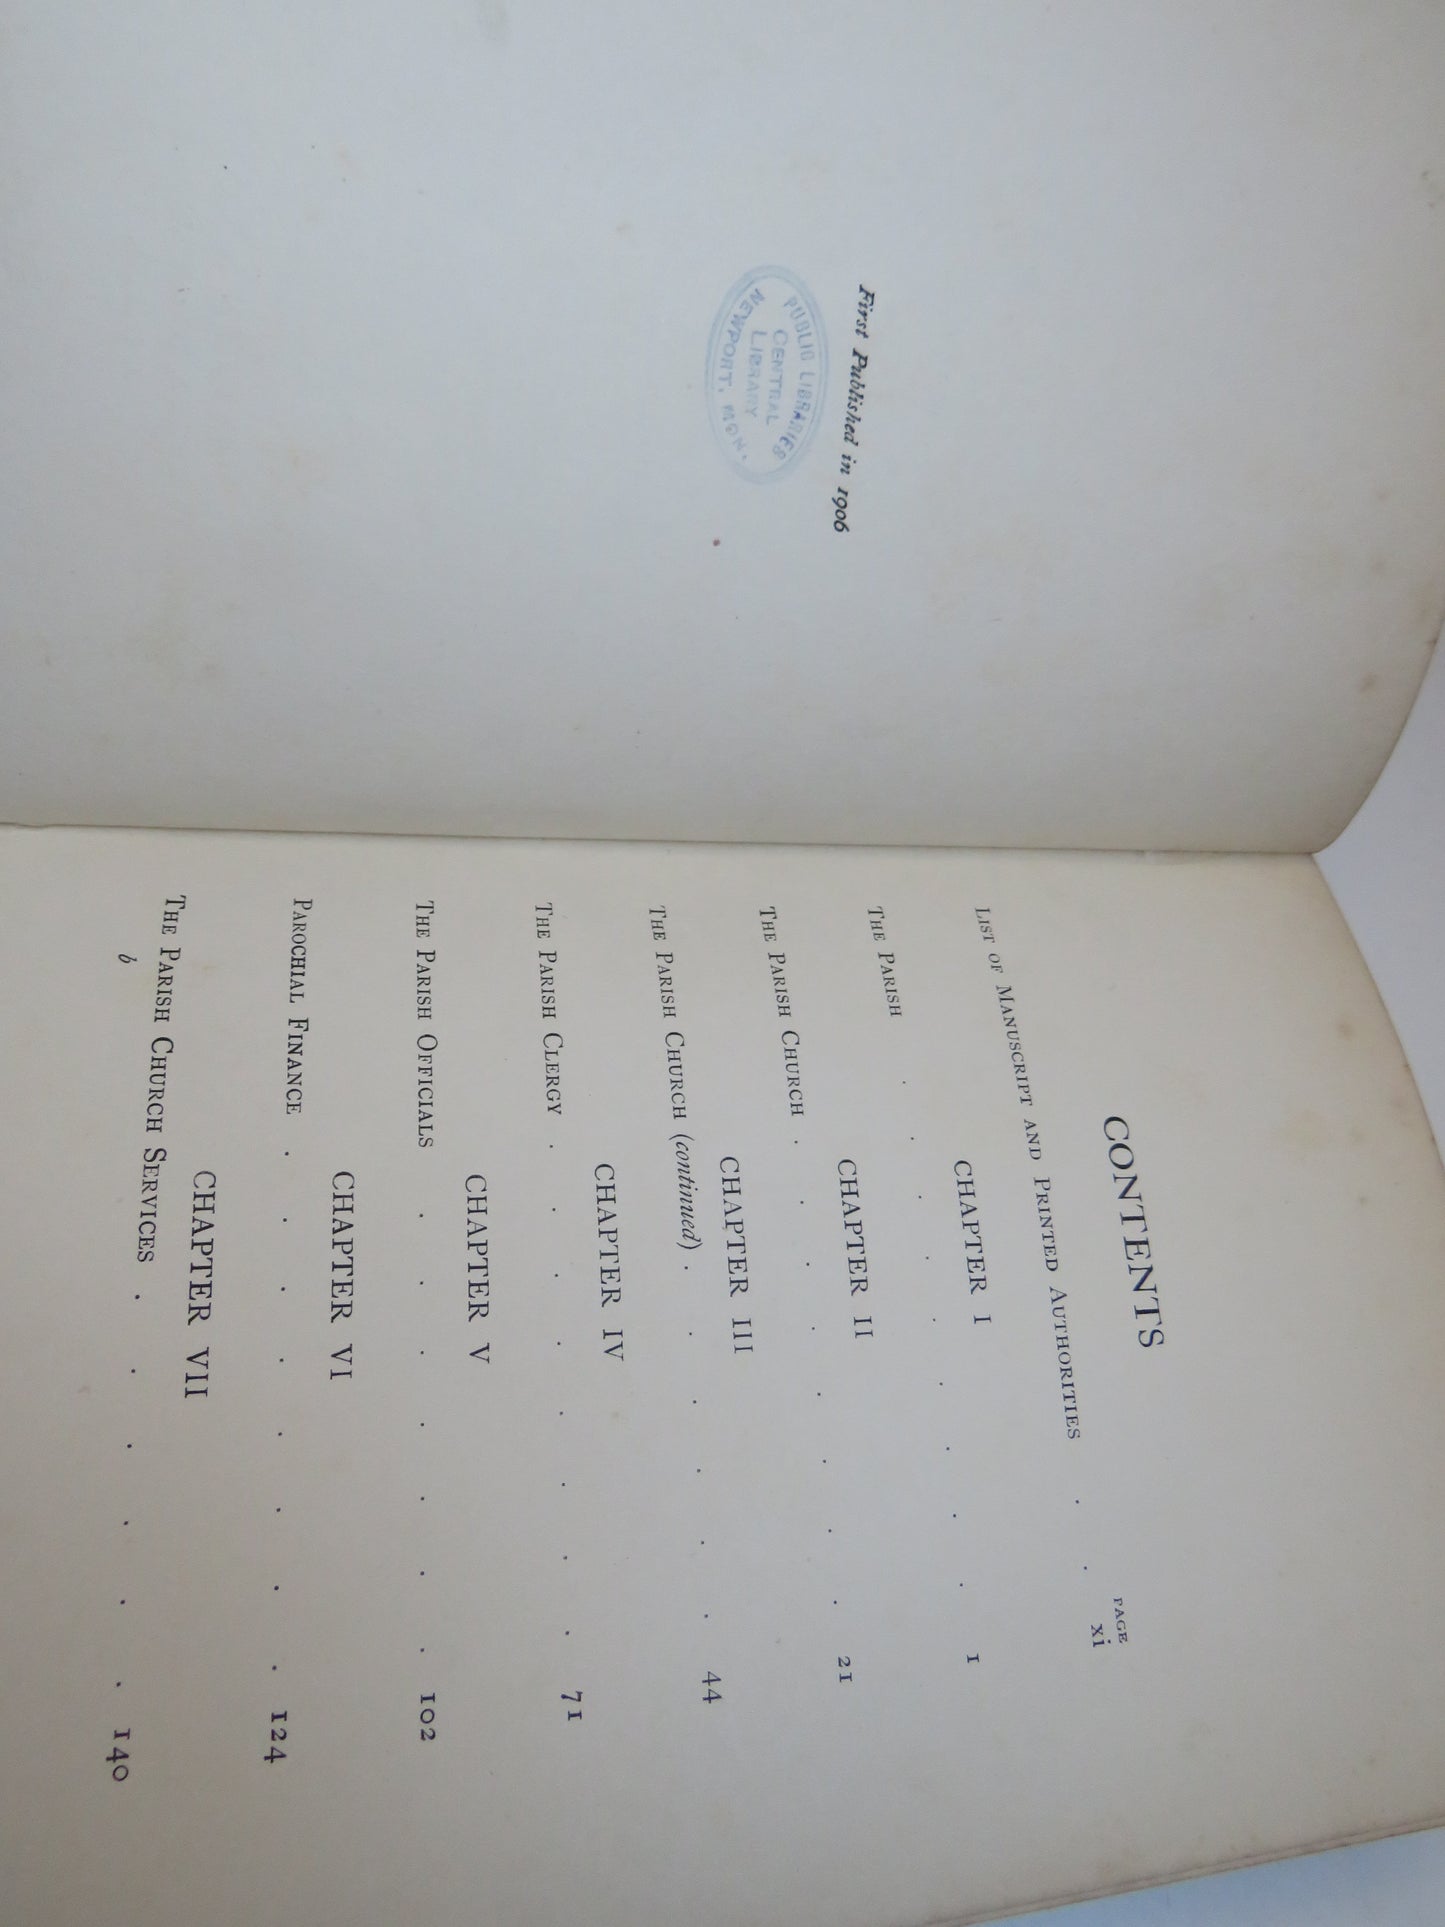 First Published in 1906
PUBLIC LIBRARIES
CENTRAL
LIBRARY
NEWPORT, MON.
CONTENTS
PAGE
LIST OF MANUSCRIPT AND PRINTED AUTHORITIES . . xi
CHAPTER I
THE PARISH . . . . . . . . . 1
CHAPTER II
THE PARISH CHURCH . . . . . . . . 21
CHAPTER III
THE PARISH CHURCH (continued) . . . . . . 44
CHAPTER IV
THE PARISH CLERGY . . . . . . . . 71
CHAPTER V
THE PARISH OFFICIALS . . . . . . . 102
CHAPTER VI
PAROCHIAL FINANCE . . . . . . . . 124
CHAPTER VII
THE PARISH CHURCH SERVICES . . . . . . 140
b